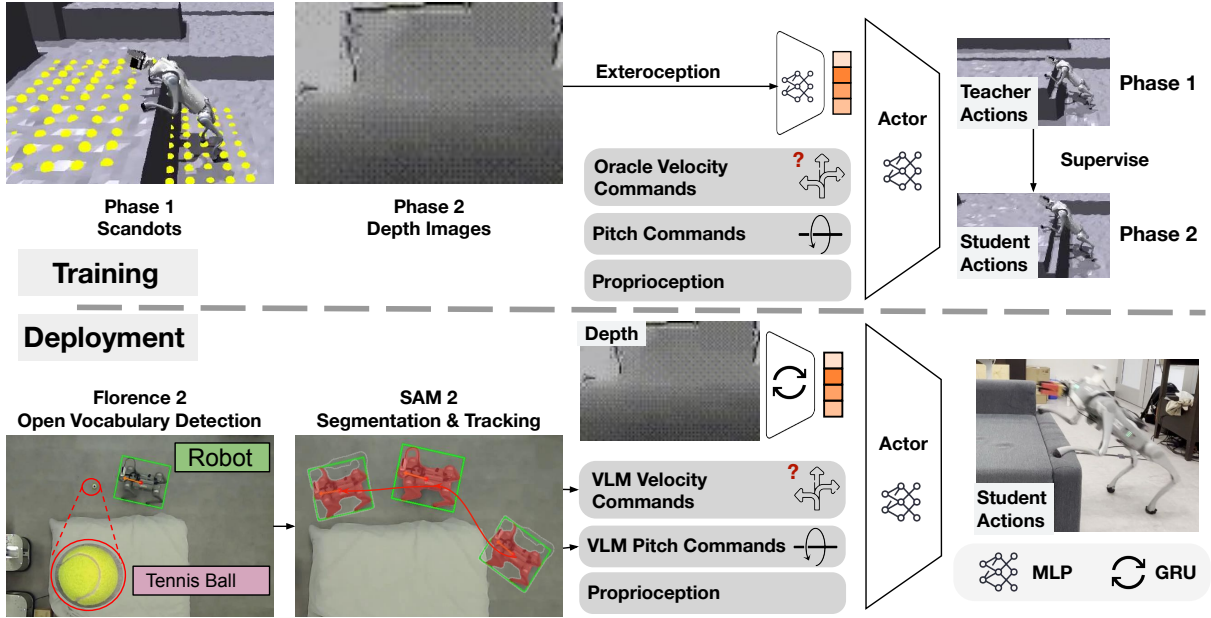 Exteroception
Phase 1
Scandots
Phase 2
Depth Images
Oracle Velocity
Commands
?
Pitch Commands
Proprioception
Actor
Teacher
Actions
Phase 1
Supervise
Student
Actions
Phase 2
Training
Deployment
Florence 2
Open Vocabulary Detection
Robot
Tennis Ball
SAM 2
Segmentation & Tracking
Depth
VLM Velocity
Commands
?
VLM Pitch Commands
Proprioception
Actor
Student
Actions
MLP
GRU